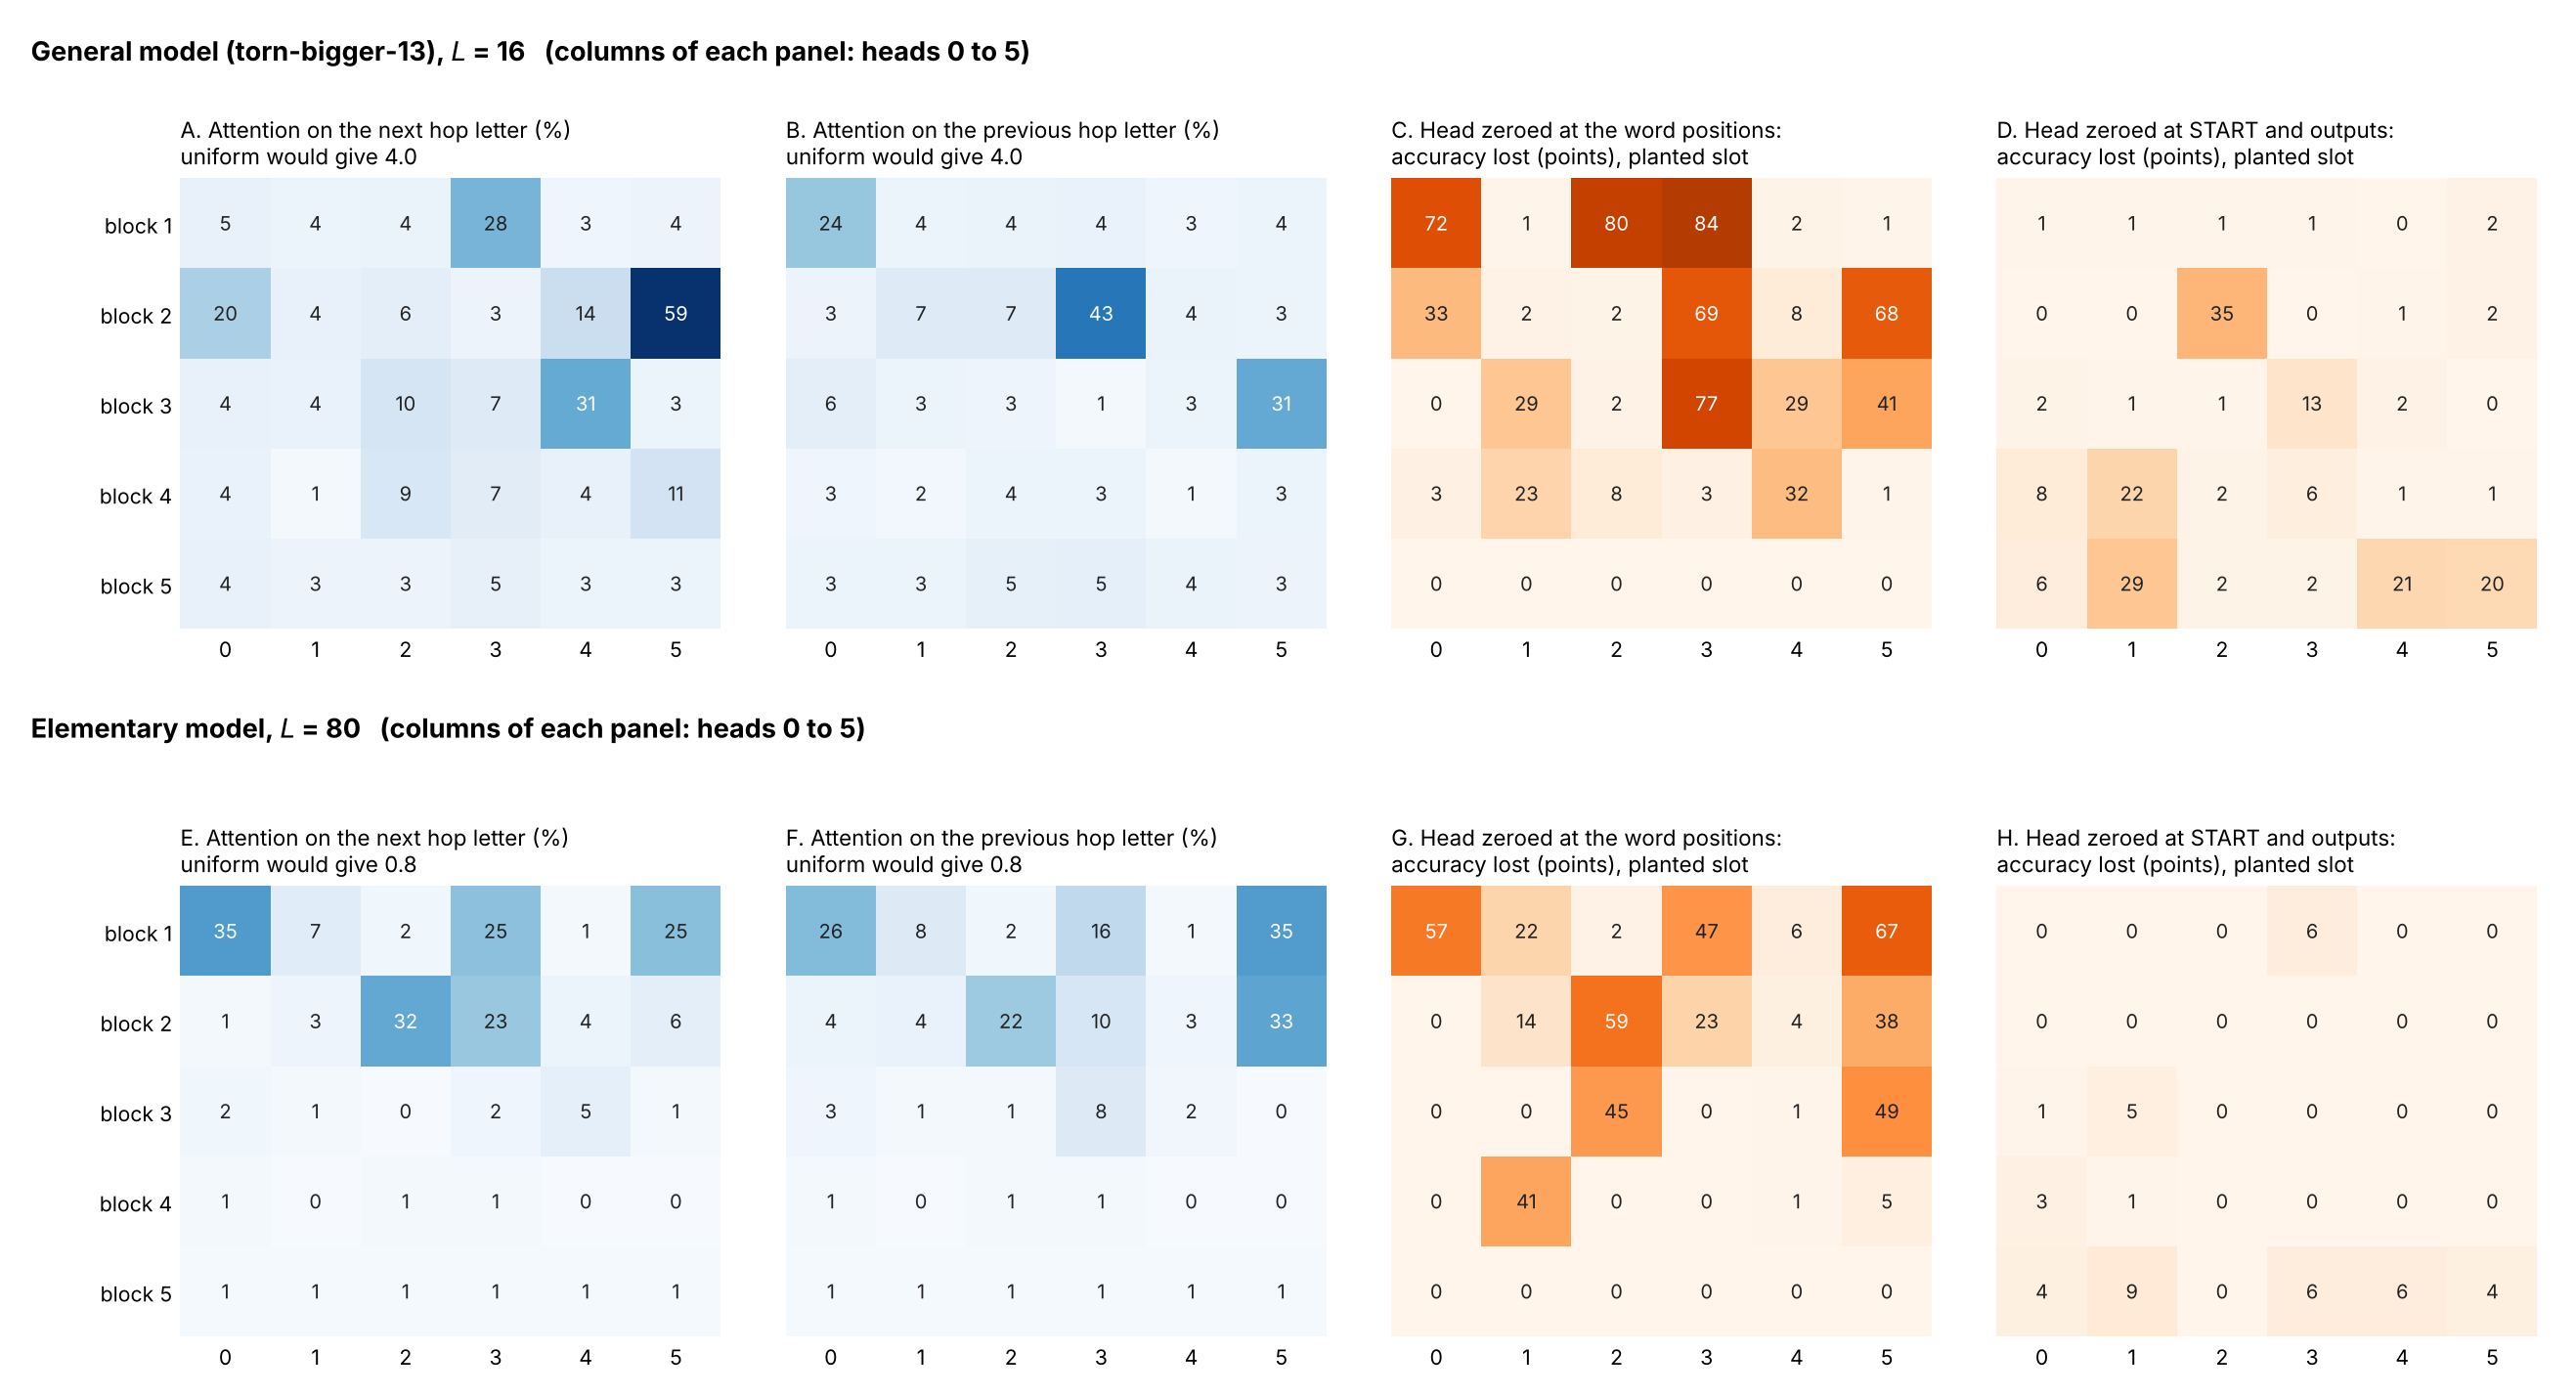 General model (torn-bigger-13), L = 16 (columns of each panel: heads 0 to 5)
A. Attention on the next hop letter (%)
uniform would give 4.0
B. Attention on the previous hop letter (%)
uniform would give 4.0
C. Head zeroed at the word positions:
accuracy lost (points), planted slot
D. Head zeroed at START and outputs:
accuracy lost (points), planted slot
block 1 5 4 4 28 3 4 24 4 4 4 3 4 72 1 80 84 2 1 1 1 1 1 0 2
block 2 20 4 6 3 14 59 3 7 7 43 4 3 33 2 2 69 8 68 0 0 35 0 1 2
block 3 4 4 10 7 31 3 6 3 3 1 3 31 0 29 2 77 29 41 2 1 1 13 2 0
block 4 4 1 9 7 4 11 3 2 4 3 1 3 3 23 8 3 32 1 8 22 2 6 1 1
block 5 4 3 3 5 3 3 3 3 5 5 4 3 0 0 0 0 0 0 6 29 2 2 21 20
0 1 2 3 4 5 0 1 2 3 4 5 0 1 2 3 4 5 0 1 2 3 4 5
Elementary model, L = 80 (columns of each panel: heads 0 to 5)
E. Attention on the next hop letter (%)
uniform would give 0.8
F. Attention on the previous hop letter (%)
uniform would give 0.8
G. Head zeroed at the word positions:
accuracy lost (points), planted slot
H. Head zeroed at START and outputs:
accuracy lost (points), planted slot
block 1 35 7 2 25 1 25 26 8 2 16 1 35 57 22 2 47 6 67 0 0 0 6 0 0
block 2 1 3 32 23 4 6 4 4 22 10 3 33 0 14 59 23 4 38 0 0 0 0 0 0
block 3 2 1 0 2 5 1 3 1 1 8 2 0 0 0 45 0 1 49 1 5 0 0 0 0
block 4 1 0 1 1 0 0 1 0 1 1 0 0 0 41 0 0 1 5 3 1 0 0 0 0
block 5 1 1 1 1 1 1 1 1 1 1 1 1 0 0 0 0 0 0 4 9 0 6 6 4
0 1 2 3 4 5 0 1 2 3 4 5 0 1 2 3 4 5 0 1 2 3 4 5